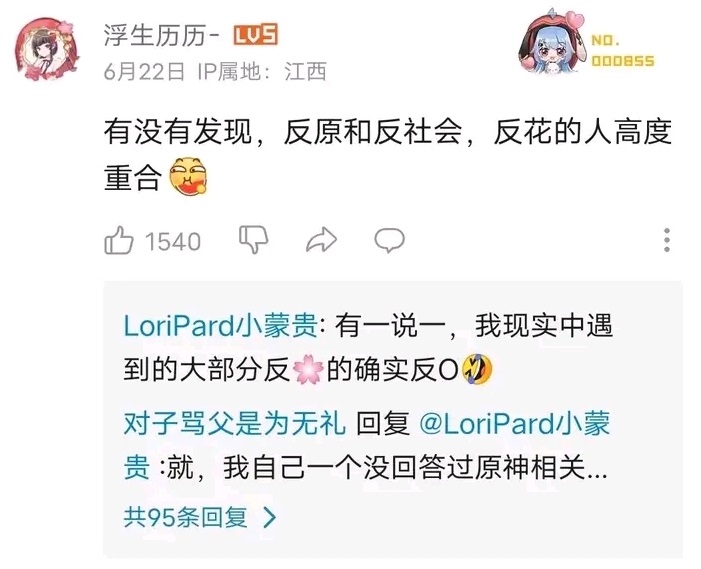 浮生历历- LV5
NO.
000855
6月22日 IP属地：江西
有没有发现，反原和反社会，反花的人高度
重合
1540
LoriPard小蒙贵: 有一说一，我现实中遇
到的大部分反🌸的确实反O🤣
对子骂父是为无礼 回复 @LoriPard小蒙
贵 :就，我自己一个没回答过原神相关...
共95条回复 >